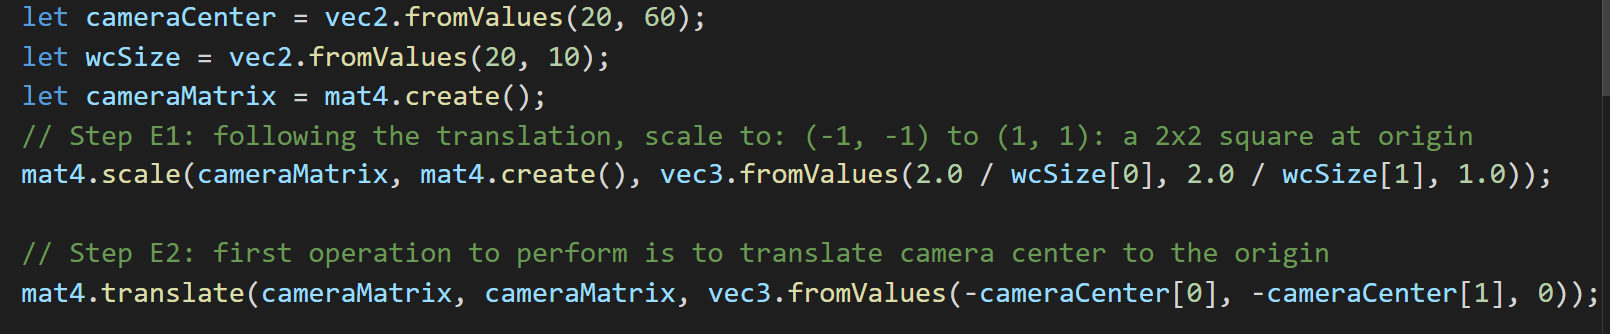 let cameraCenter = vec2.fromValues(20, 60);
let wcSize = vec2.fromValues(20, 10);
let cameraMatrix = mat4.create();
// Step E1: following the translation, scale to: (-1, -1) to (1, 1): a 2x2 square at origin
mat4.scale(cameraMatrix, mat4.create(), vec3.fromValues(2.0 / wcSize[0], 2.0 / wcSize[1], 1.0));
// Step E2: first operation to perform is to translate camera center to the origin
mat4.translate(cameraMatrix, cameraMatrix, vec3.fromValues(-cameraCenter[0], -cameraCenter[1], 0));